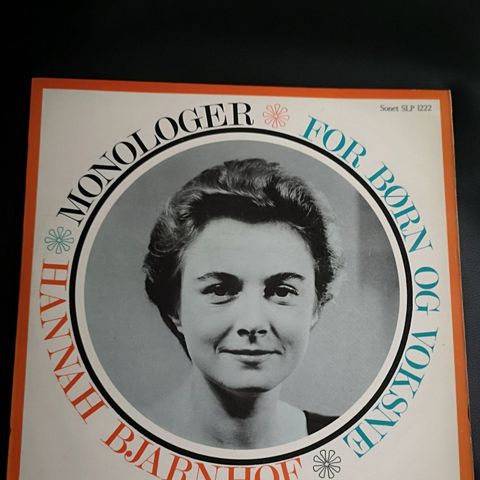 Sonet SLP 1222
MONOLOGER
FOR BØRN OG VOKSNE
HANNAH BJARNHOF